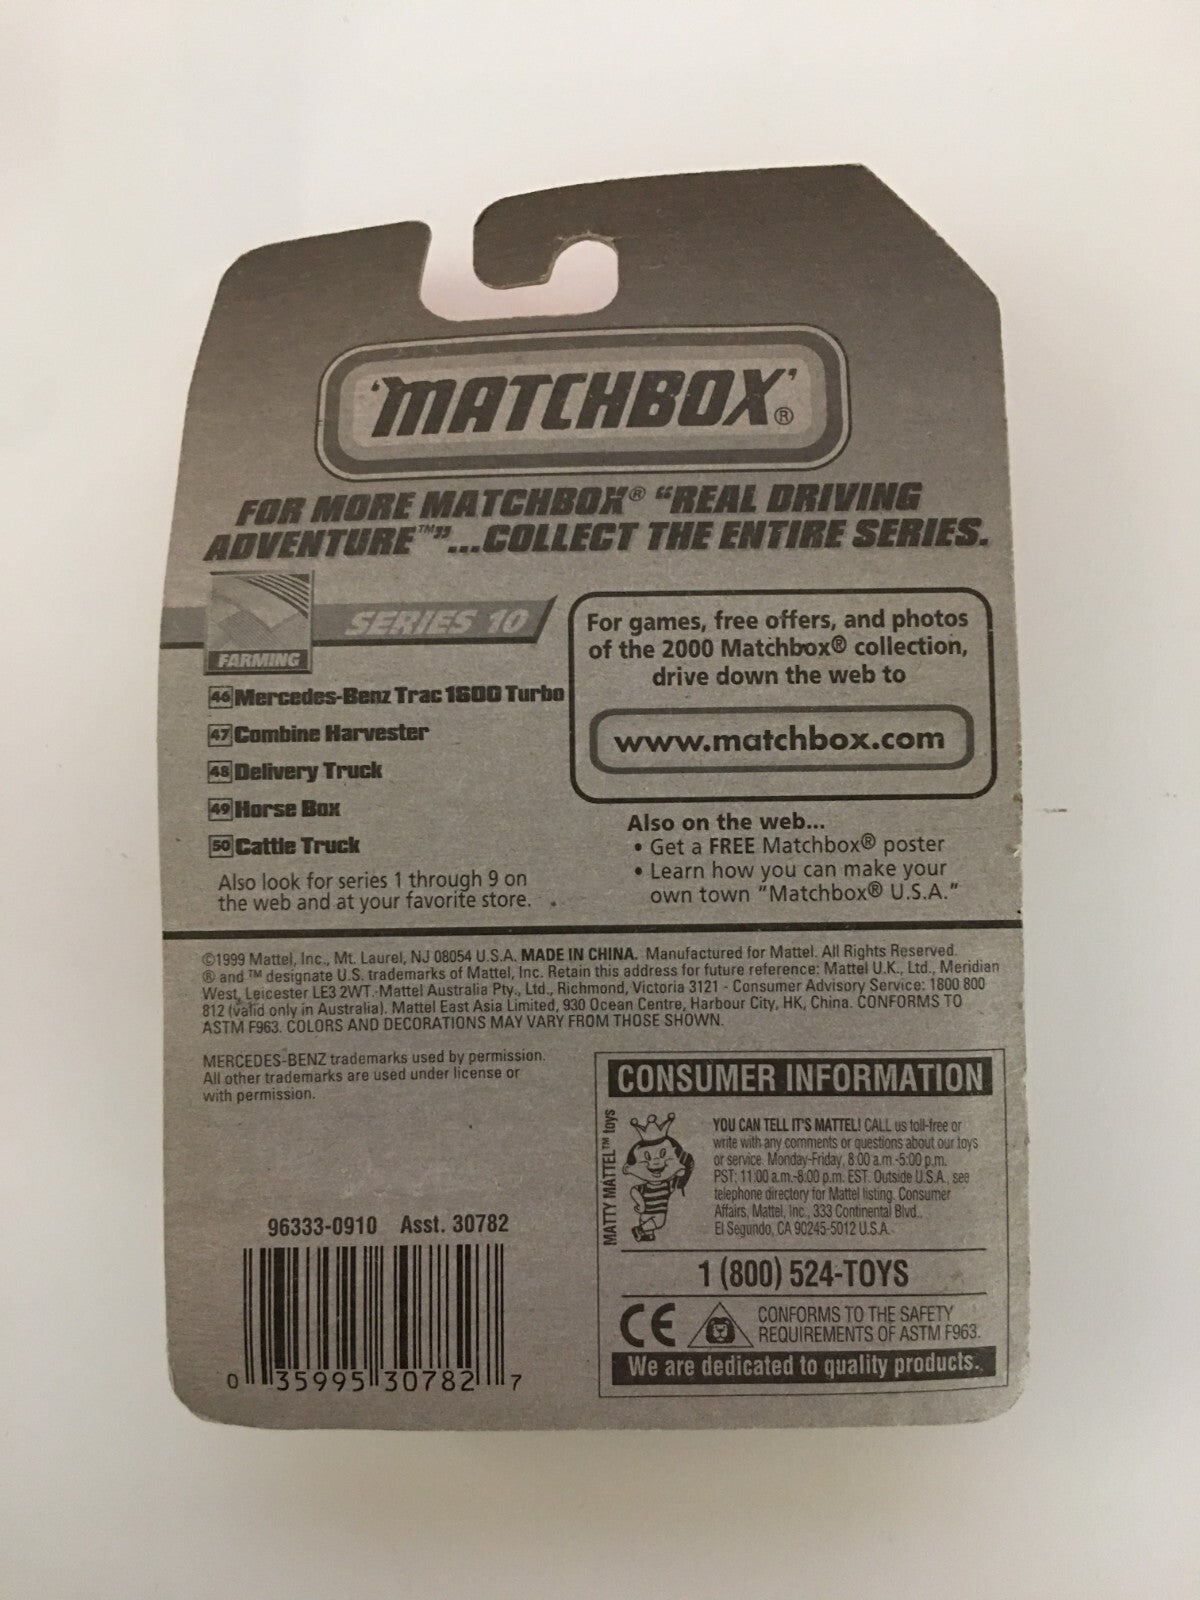 'MATCHBOX'®
FOR MORE MATCHBOX® “REAL DRIVING
ADVENTURE™”...COLLECT THE ENTIRE SERIES.
FARMING
SERIES 10
46 Mercedes-Benz Trac 1600 Turbo
47 Combine Harvester
48 Delivery Truck
49 Horse Box
50 Cattle Truck
Also look for series 1 through 9 on
the web and at your favorite store.
For games, free offers, and photos
of the 2000 Matchbox® collection,
drive down the web to
www.matchbox.com
Also on the web...
• Get a FREE Matchbox® poster
• Learn how you can make your
own town “Matchbox® U.S.A.”
©1999 Mattel, Inc., Mt. Laurel, NJ 08054 U.S.A. MADE IN CHINA. Manufactured for Mattel. All Rights Reserved.
® and ™ designate U.S. trademarks of Mattel, Inc. Retain this address for future reference: Mattel U.K., Ltd., Meridian
West, Leicester LE3 2WT. Mattel Australia Pty., Ltd., Richmond, Victoria 3121 - Consumer Advisory Service: 1800 800
812 (valid only in Australia). Mattel East Asia Limited, 930 Ocean Centre, Harbour City, HK, China. CONFORMS TO
ASTM F963. COLORS AND DECORATIONS MAY VARY FROM THOSE SHOWN.
MERCEDES-BENZ trademarks used by permission.
All other trademarks are used under license or
with permission.
96333-0910 Asst. 30782
0 35995 30782 7
CONSUMER INFORMATION
MATTY MATTEL™ toys
YOU CAN TELL IT'S MATTEL! CALL us toll-free or
write with any comments or questions about our toys
or service. Monday-Friday, 8:00 a.m.-5:00 p.m.
PST; 11:00 a.m.-8:00 p.m. EST. Outside U.S.A., see
telephone directory for Mattel listing. Consumer
Affairs, Mattel, Inc., 333 Continental Blvd.,
El Segundo, CA 90245-5012 U.S.A.
1 (800) 524-TOYS
CE
CONFORMS TO THE SAFETY
REQUIREMENTS OF ASTM F963.
We are dedicated to quality products.